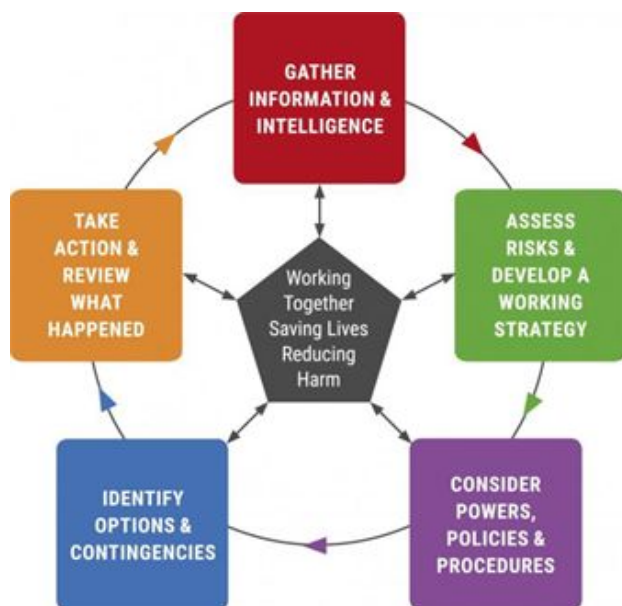 GATHER
INFORMATION &
INTELLIGENCE
ASSESS
RISKS &
DEVELOP A
WORKING
STRATEGY
CONSIDER
POWERS,
POLICIES &
PROCEDURES
IDENTIFY
OPTIONS &
CONTINGENCIES
TAKE
ACTION &
REVIEW
WHAT
HAPPENED
Working
Together
Saving Lives
Reducing
Harm